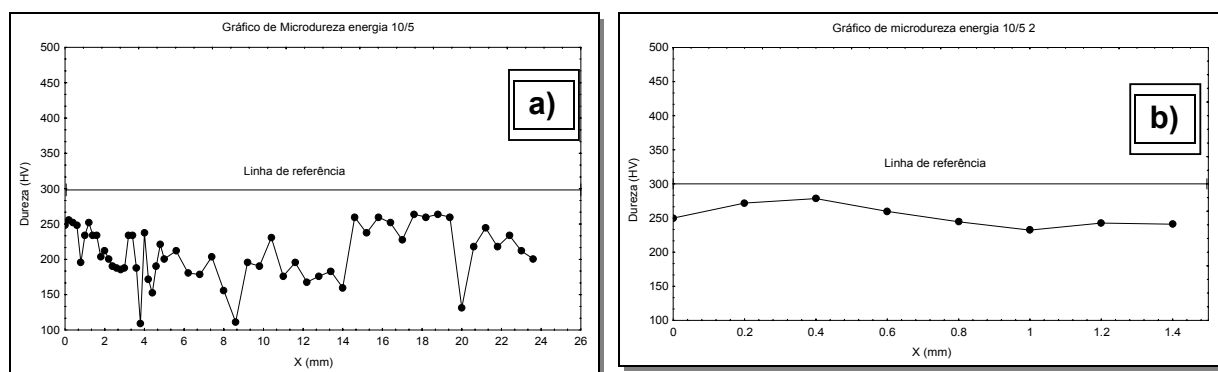 Gráfico de Microdureza energia 10/5
500
450
400
350
300
250
200
150
100
Dureza (HV)
Linha de referência
a)
0 2 4 6 8 10 12 14 16 18 20 22 24 26
X (mm)
Gráfico de microdureza energia 10/5 2
500
450
400
350
300
250
200
150
100
Dureza (HV)
Linha de referência
b)
0 0.2 0.4 0.6 0.8 1 1.2 1.4
X (mm)